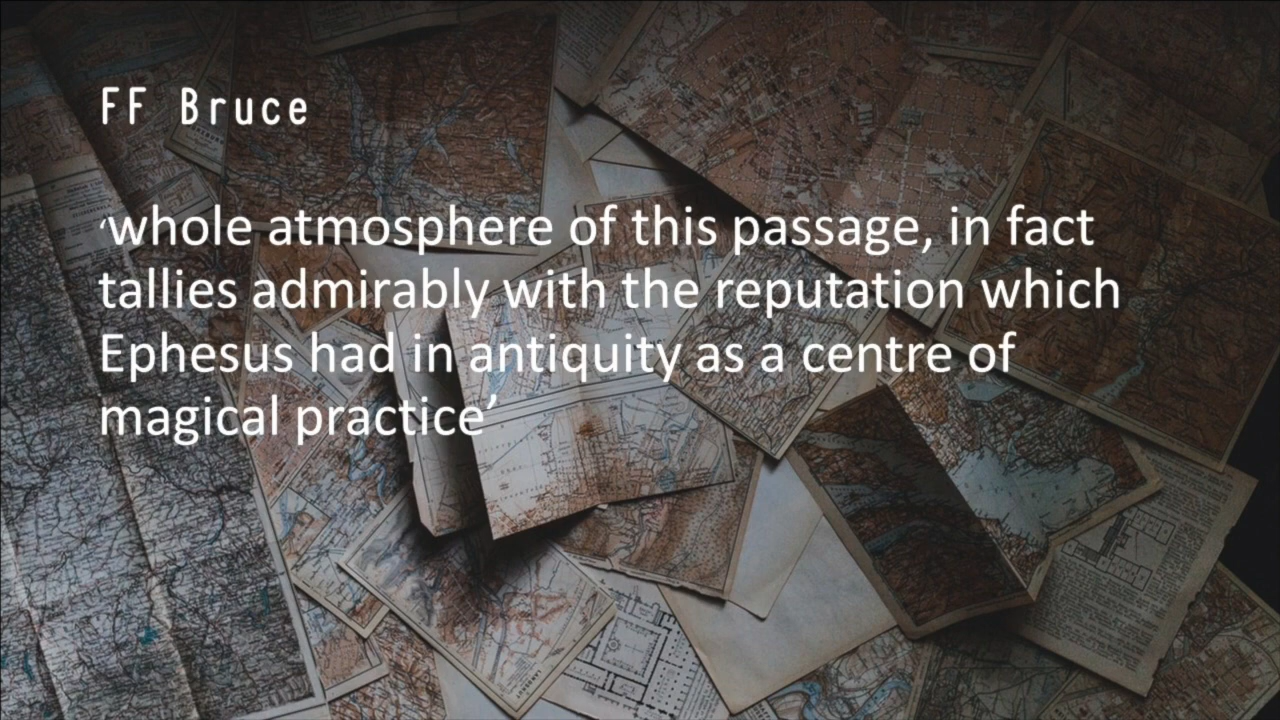 FF Bruce
‘whole atmosphere of this passage, in fact
tallies admirably with the reputation which
Ephesus had in antiquity as a centre of
magical practice’